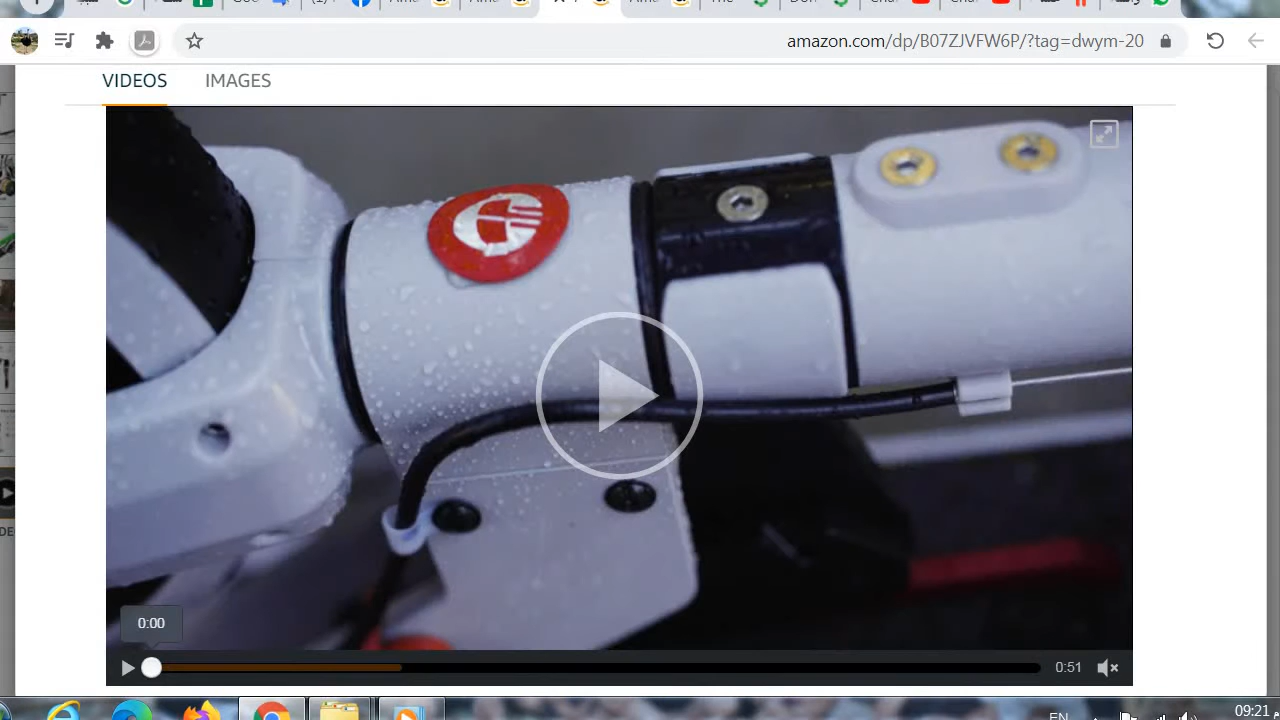 amazon.com/dp/B07ZJVFW6P/?tag=dwym-20
VIDEOS IMAGES
0:00
0:51
EN
09:21